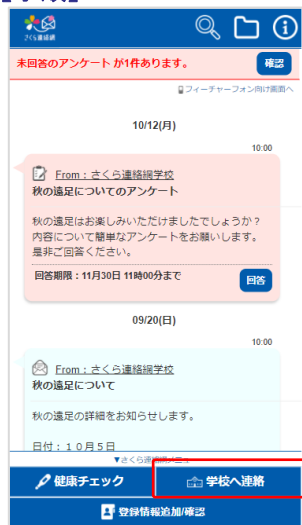 さくら連絡網
未回答のアンケート が1件あります。
確認
フィーチャーフォン向け画面へ
10/12(月)
10:00
From:さくら連絡網学校
秋の遠足についてのアンケート
秋の遠足はお楽しみいただけましたでしょうか？
内容について簡単なアンケートをお願いします。
是非ご回答ください。
回答期限：11月30日 11時00分まで
回答
09/20(日)
10:00
From:さくら連絡網学校
秋の遠足について
秋の遠足の詳細をお知らせします。
日付：１０月５日
▼さくら連絡網メニュー
健康チェック
学校へ連絡
登録情報追加/確認